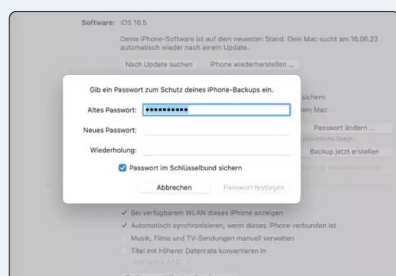 Software: iOS 16.5
Deine iPhone-Software ist auf dem neuesten Stand. Dein Mac sucht am 16.06.23
automatisch wieder nach einem Update.
Nach Update suchen iPhone wiederherstellen ...
Gib ein Passwort zum Schutz deines iPhone-Backups ein.
Altes Passwort: ••••••••••
Neues Passwort:
Wiederholung:
Passwort im Schlüsselbund sichern
Abbrechen Passwort festlegen
sichern
Mac
Passwort ändern ...
Backup jetzt erstellen
Bei verfügbarem WLAN dieses iPhone anzeigen
Automatisch synchronisieren, wenn dieses iPhone verbunden ist
Musik, Filme und TV-Sendungen manuell verwalten
Titel mit höherer Datenrate konvertieren in